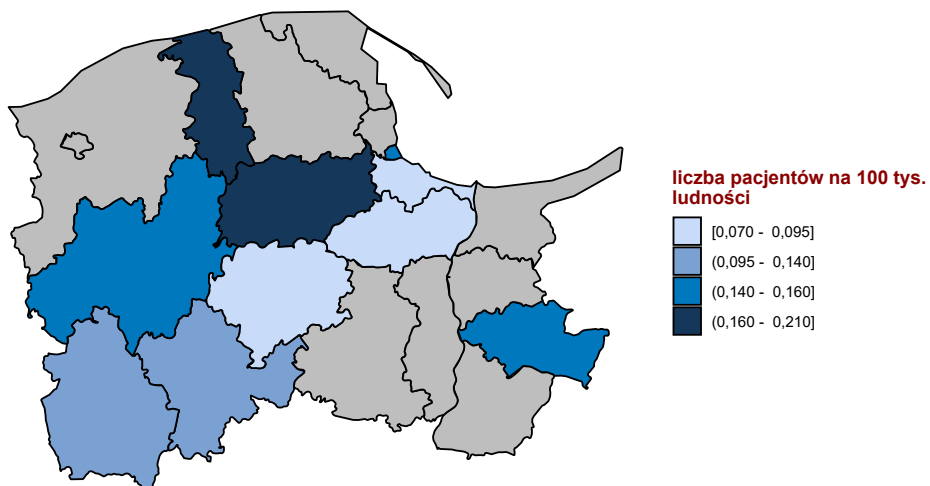 liczba pacjentów na 100 tys.
ludności
[0,070 - 0,095]
(0,095 - 0,140]
(0,140 - 0,160]
(0,160 - 0,210]